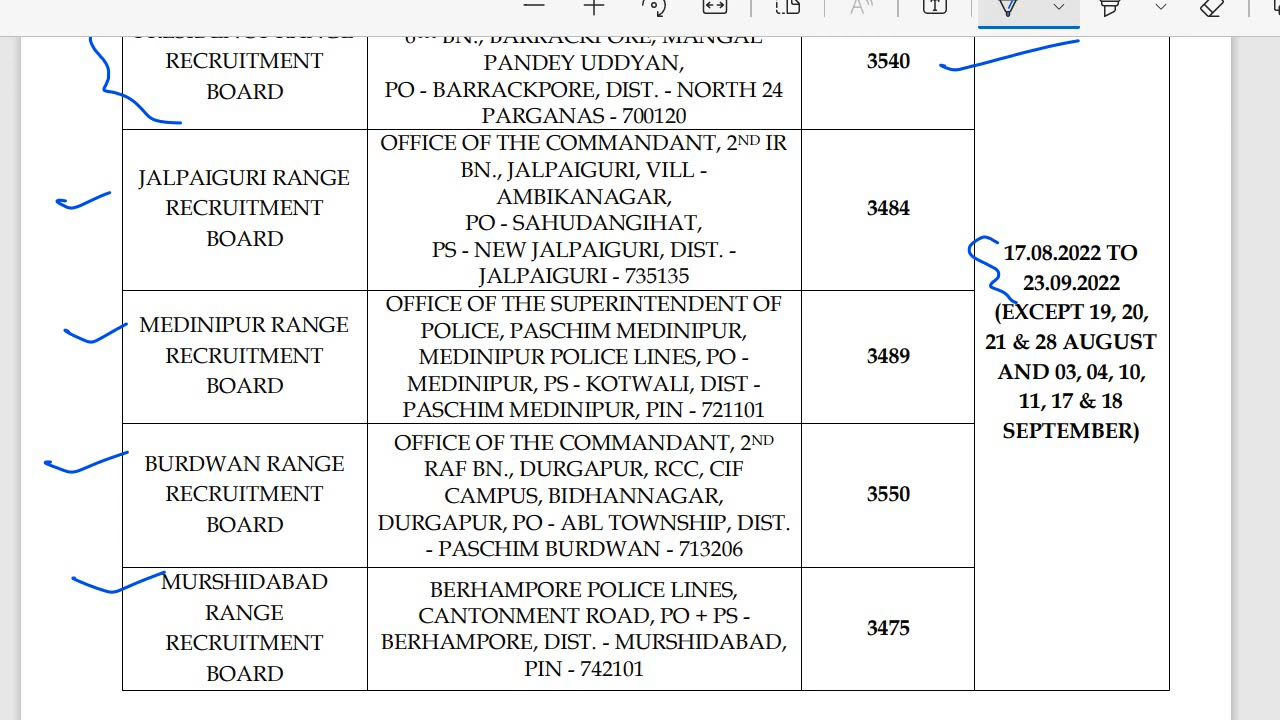 RECRUITMENT
BOARD
6TH BN., BARRACKPORE, MANGAL
PANDEY UDDYAN,
PO - BARRACKPORE, DIST. - NORTH 24
PARGANAS - 700120
3540
JALPAIGURI RANGE
RECRUITMENT
BOARD
OFFICE OF THE COMMANDANT, 2ND IR
BN., JALPAIGURI, VILL -
AMBIKANAGAR,
PO - SAHUDANGIHAT,
PS - NEW JALPAIGURI, DIST. -
JALPAIGURI - 735135
3484
MEDINIPUR RANGE
RECRUITMENT
BOARD
OFFICE OF THE SUPERINTENDENT OF
POLICE, PASCHIM MEDINIPUR,
MEDINIPUR POLICE LINES, PO -
MEDINIPUR, PS - KOTWALI, DIST -
PASCHIM MEDINIPUR, PIN - 721101
3489
BURDWAN RANGE
RECRUITMENT
BOARD
OFFICE OF THE COMMANDANT, 2ND
RAF BN., DURGAPUR, RCC, CIF
CAMPUS, BIDHANNAGAR,
DURGAPUR, PO - ABL TOWNSHIP, DIST.
- PASCHIM BURDWAN - 713206
3550
MURSHIDABAD
RANGE
RECRUITMENT
BOARD
BERHAMPORE POLICE LINES,
CANTONMENT ROAD, PO + PS -
BERHAMPORE, DIST. - MURSHIDABAD,
PIN - 742101
3475
17.08.2022 TO
23.09.2022
(EXCEPT 19, 20,
21 & 28 AUGUST
AND 03, 04, 10,
11, 17 & 18
SEPTEMBER)